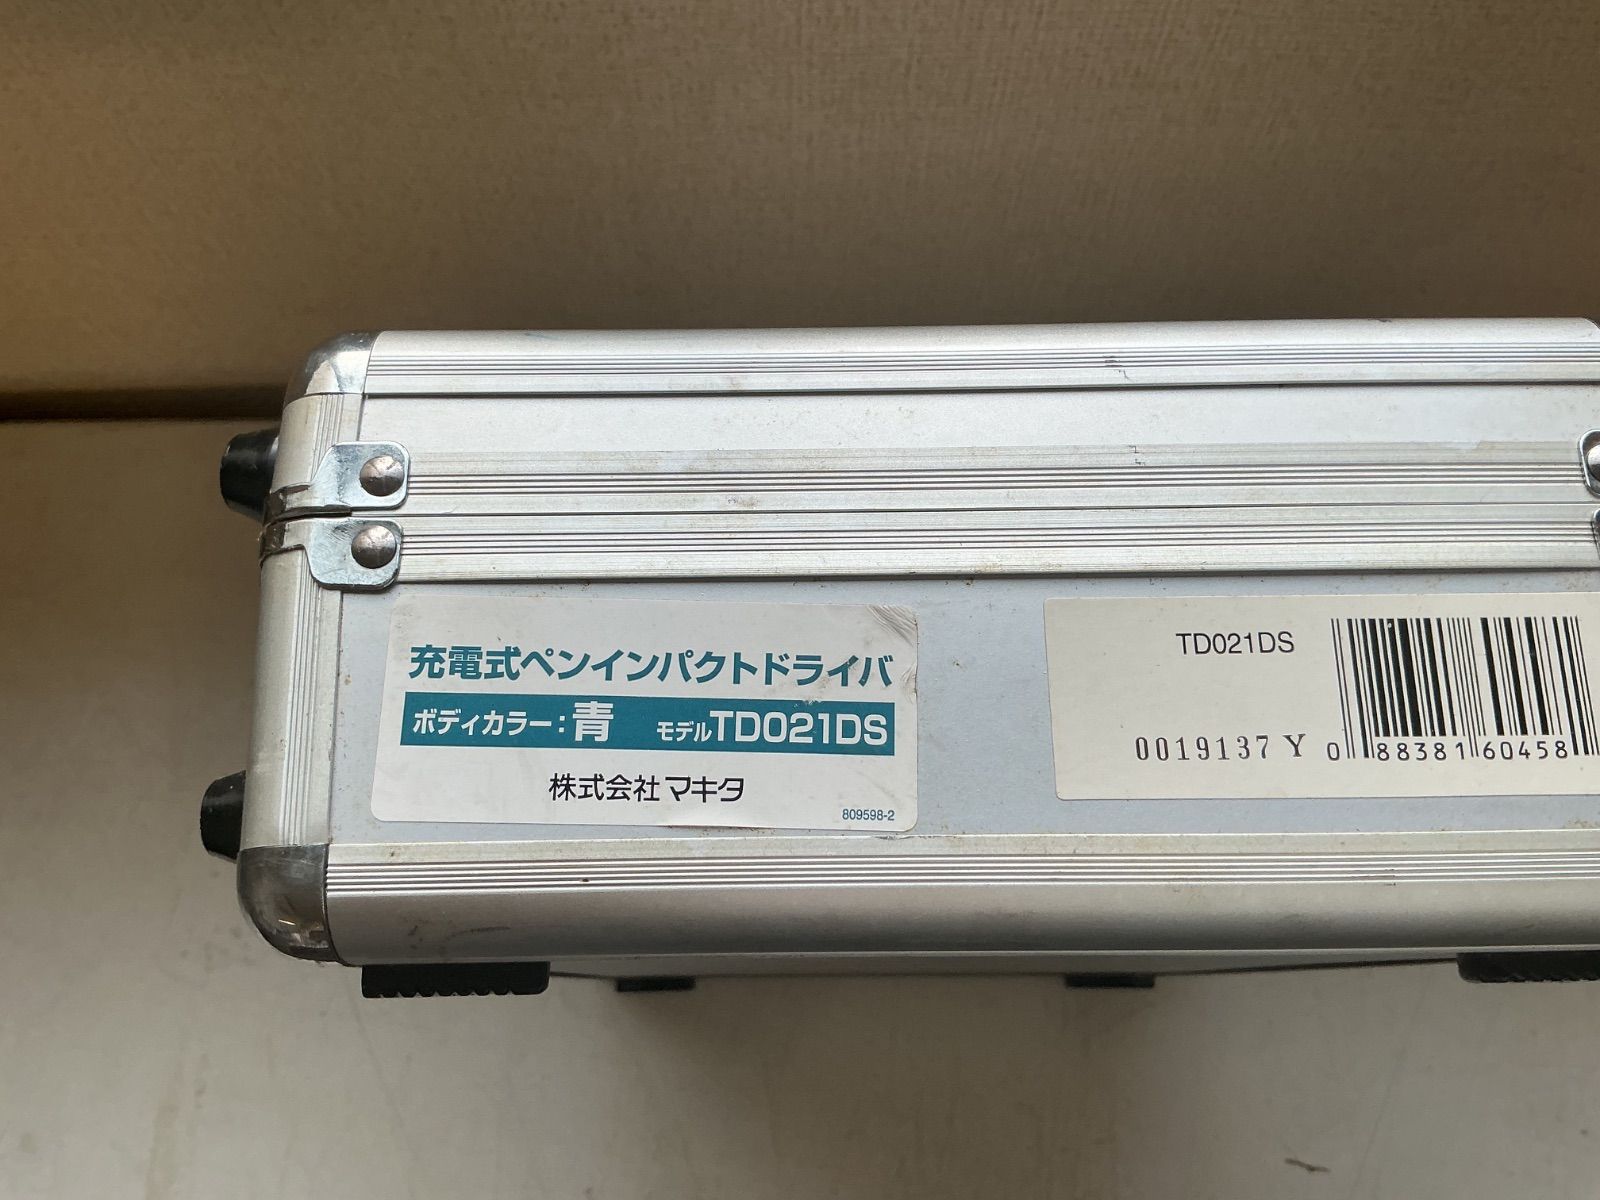 充電式ペンインパクトドライバ
ボディカラー:青 モデルTD021DS
株式会社マキタ
809598-2
TD021DS
0019137 Y
0 88381 60458